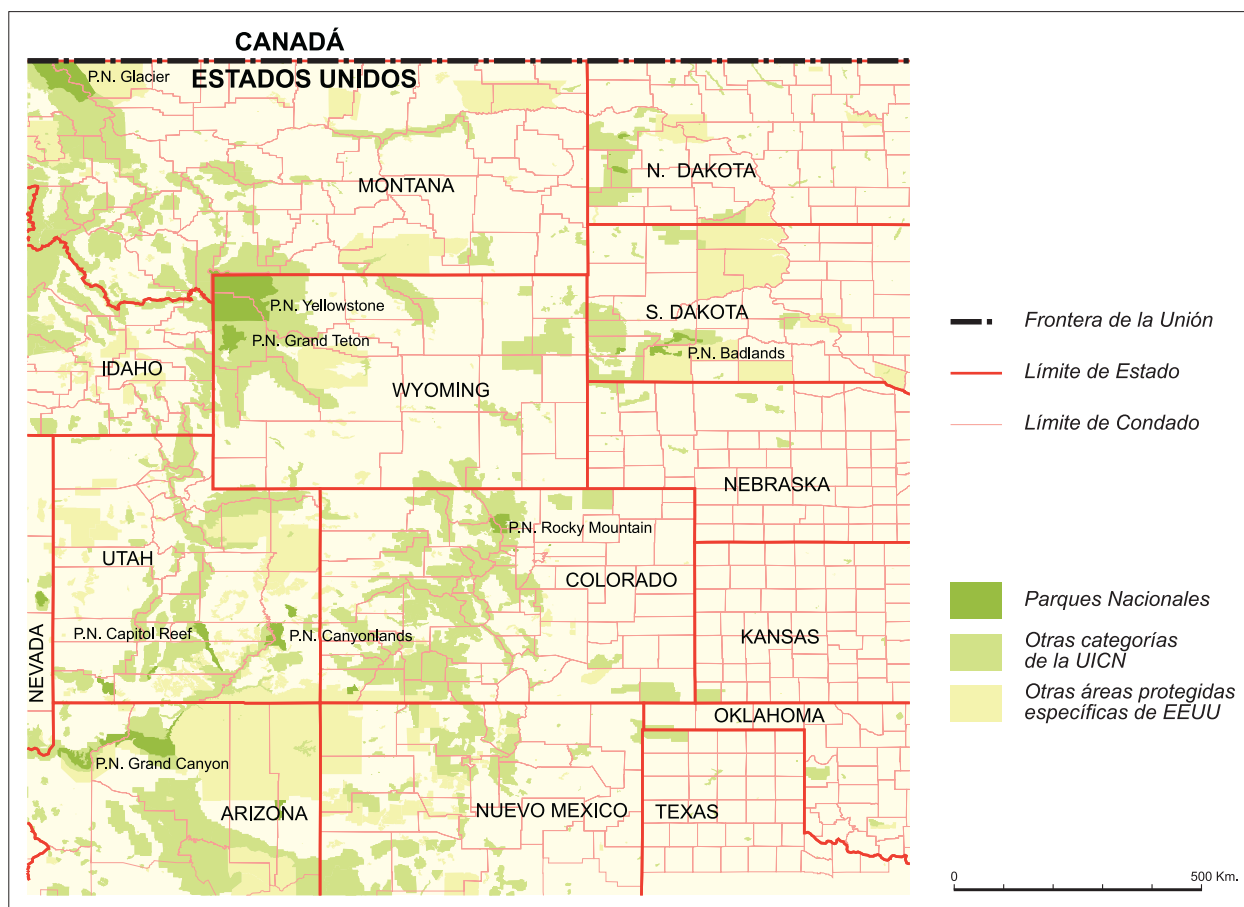 CANADÁ
ESTADOS UNIDOS
P.N. Glacier
MONTANA
N. DAKOTA
P.N. Yellowstone
S. DAKOTA
P.N. Grand Teton
P.N. Badlands
IDAHO
WYOMING
NEBRASKA
P.N. Rocky Mountain
UTAH
COLORADO
P.N. Capitol Reef
P.N. Canyonlands
KANSAS
NEVADA
OKLAHOMA
P.N. Grand Canyon
ARIZONA
NUEVO MEXICO
TEXAS
Frontera de la Unión
Límite de Estado
Límite de Condado
Parques Nacionales
Otras categorías
de la UICN
Otras áreas protegidas
específicas de EEUU
0 500 Km.